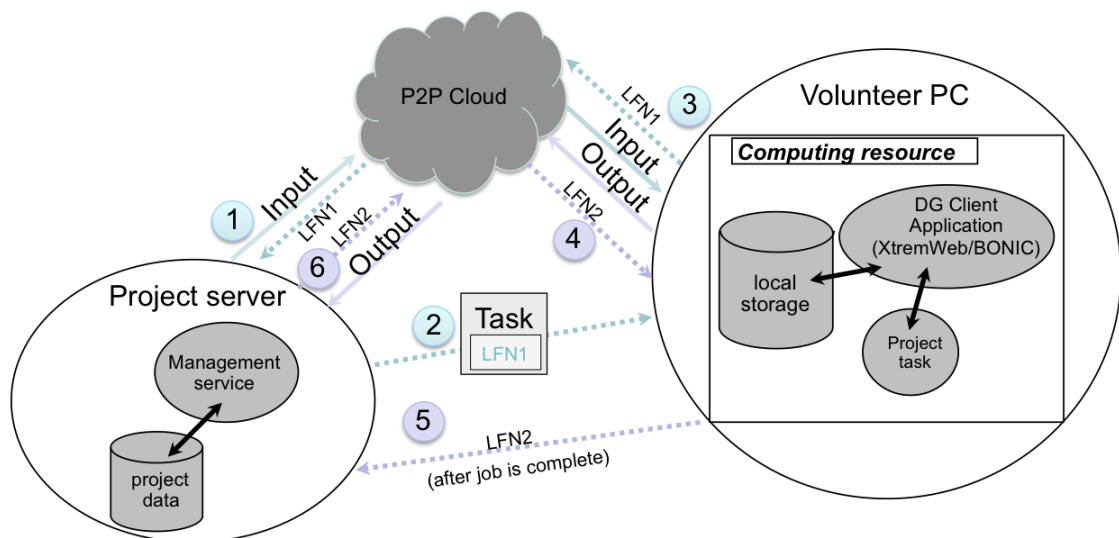 P2P Cloud
1
Input
LFN1
LFN2
6
Output
LFN1
3
Input
Output
LFN2
4
Volunteer PC
Computing resource
DG Client
Application
(XtremWeb/BONIC)
local
storage
Project
task
Project server
Management
service
project
data
2
Task
LFN1
5
LFN2
(after job is complete)